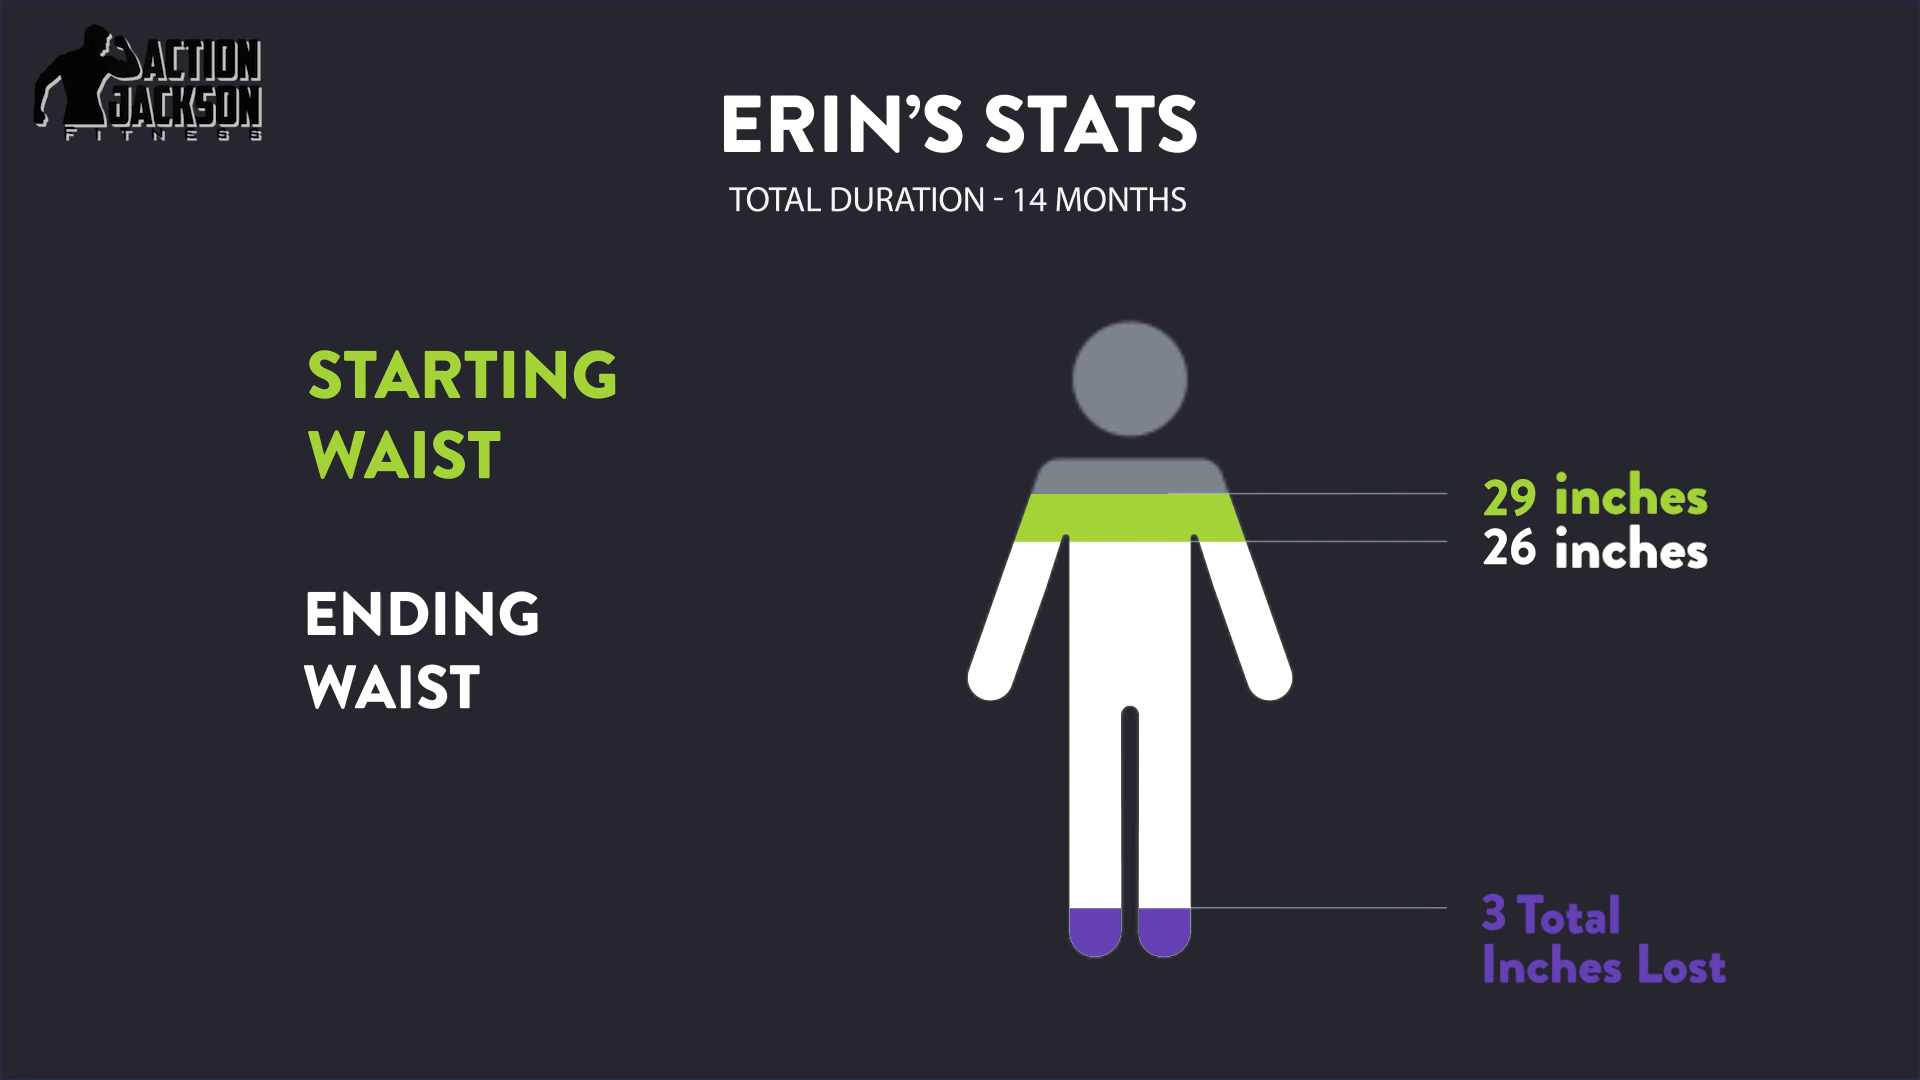 ACTION
JACKSON
FITNESS
ERIN’S STATS
TOTAL DURATION - 14 MONTHS
STARTING
WAIST
ENDING
WAIST
29 inches
26 inches
3 Total
Inches Lost